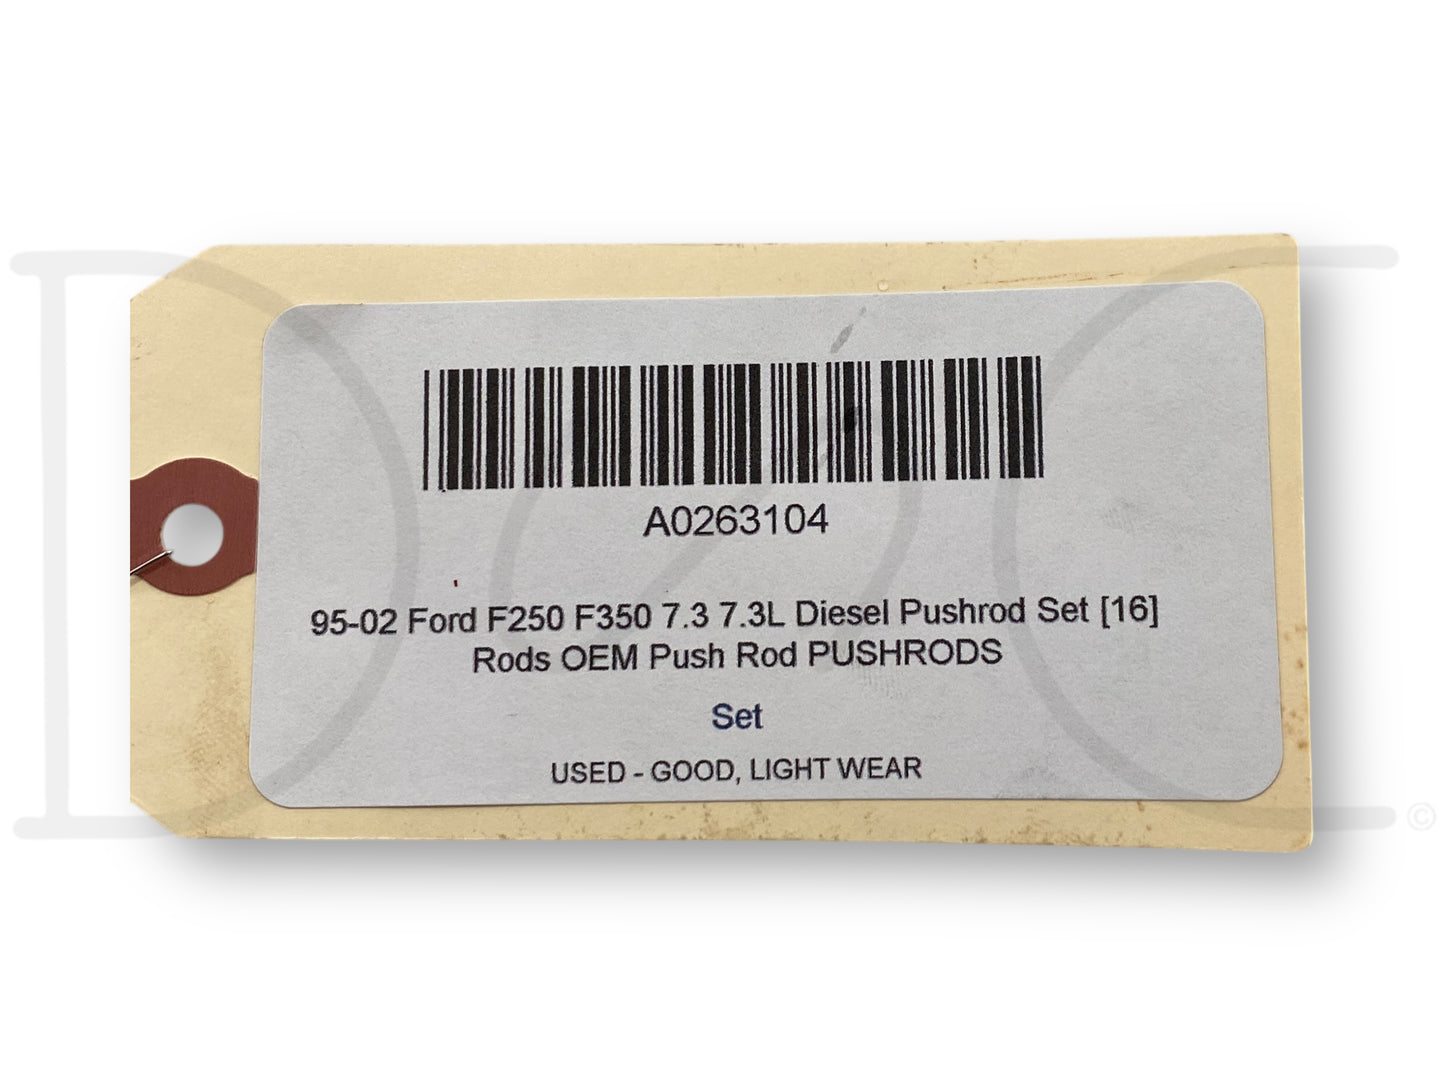 A0263104
95-02 Ford F250 F350 7.3 7.3L Diesel Pushrod Set [16]
Rods OEM Push Rod PUSHRODS
Set
USED - GOOD, LIGHT WEAR
©